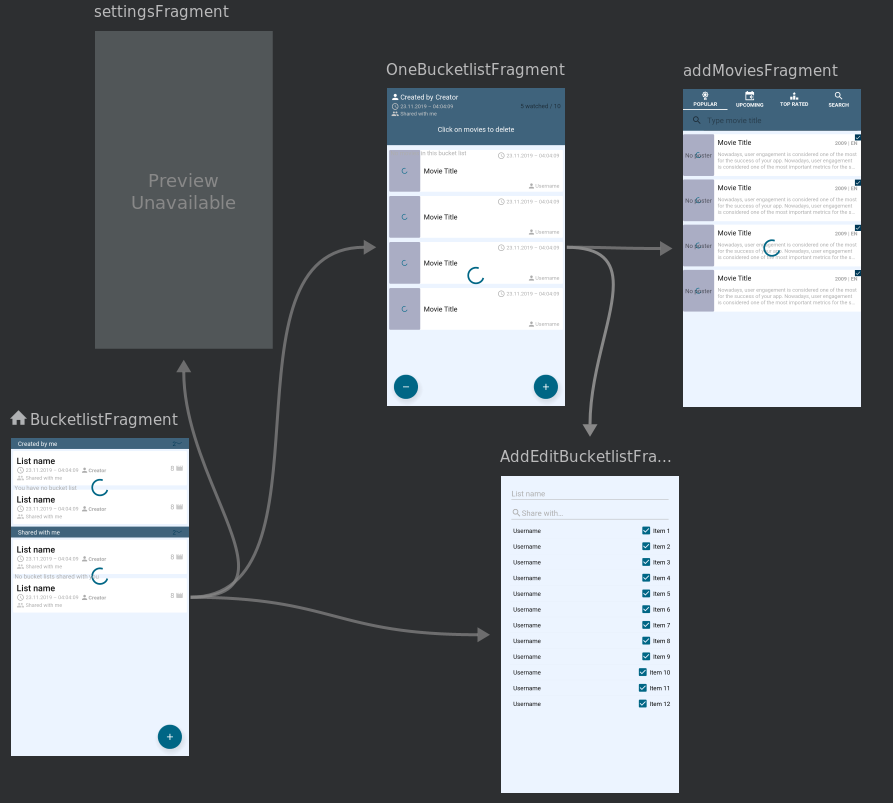 settingsFragment
Preview
Unavailable
OneBucketlistFragment
Created by Creator
23.11.2019 – 04:04:09
5 watched / 10
Shared with me
Click on movies to delete
in this bucket list
23.11.2019 – 04:04:09
Movie Title
Username
23.11.2019 – 04:04:09
Movie Title
Username
23.11.2019 – 04:04:09
Movie Title
Username
23.11.2019 – 04:04:09
Movie Title
Username
addMoviesFragment
POPULAR UPCOMING TOP RATED SEARCH
Type movie title
Movie Title 2009 | EN
No poster
Nowadays, user engagement is considered one of the most
for the success of your app. Nowadays, user engagement
is considered one of the most important metrics for the s...
Movie Title 2009 | EN
No poster
Nowadays, user engagement is considered one of the most
for the success of your app. Nowadays, user engagement
is considered one of the most important metrics for the s...
Movie Title 2009 | EN
No poster
Nowadays, user engagement is considered one of the most
for the success of your app. Nowadays, user engagement
is considered one of the most important metrics for the s...
Movie Title 2009 | EN
No poster
Nowadays, user engagement is considered one of the most
for the success of your app. Nowadays, user engagement
is considered one of the most important metrics for the s...
BucketlistFragment
Created by me
List name
23.11.2019 – 04:04:09 Creator
8
Shared with me
You have no bucket list
List name
23.11.2019 – 04:04:09 Creator
8
Shared with me
Shared with me
List name
23.11.2019 – 04:04:09 Creator
8
Shared with me
No bucket lists shared with you
List name
23.11.2019 – 04:04:09 Creator
8
Shared with me
AddEditBucketlistFra...
List name
Share with...
Username Item 1
Username Item 2
Username Item 3
Username Item 4
Username Item 5
Username Item 6
Username Item 7
Username Item 8
Username Item 9
Username Item 10
Username Item 11
Username Item 12